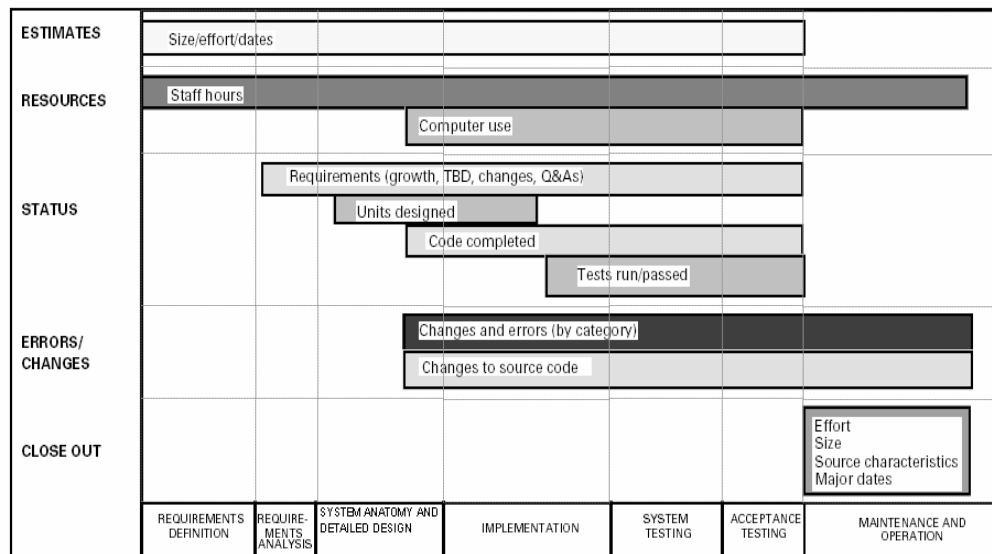 ESTIMATES
Size/effort/dates
RESOURCES
Staff hours
Computer use
STATUS
Requirements (growth, TBD, changes, Q&As)
Units designed
Code completed
Tests run/passed
ERRORS/
CHANGES
Changes and errors (by category)
Changes to source code
CLOSE OUT
Effort
Size
Source characteristics
Major dates
REQUIREMENTS
DEFINITION
REQUIRE-
MENTS
ANALYSIS
SYSTEM ANATOMY AND
DETAILED DESIGN
IMPLEMENTATION
SYSTEM
TESTING
ACCEPTANCE
TESTING
MAINTENANCE AND
OPERATION